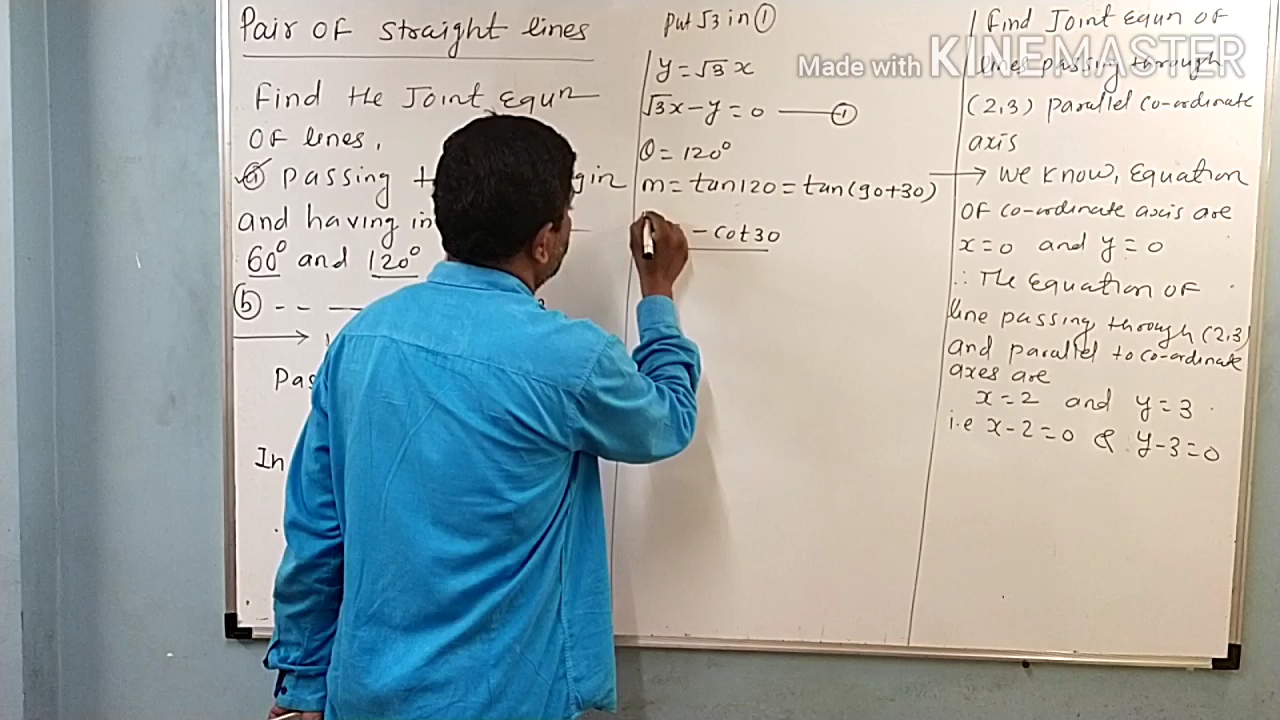 Pair of straight lines
Find the Joint Equn
of lines,
ⓐ Passing
and having in
60° and 120°
ⓑ -- —
Pas
In
Put √3 in ①
y = √3 x
√3x - y = 0 — ①
θ = 120°
m = tan120 = tan(90+30)
- cot30
Made with KINEMASTER
Find Joint Equn of
lines passing through
(2,3) parallel co-ordinate
axis
→ we know, Equation
of co-ordinate axis are
x=0 and y=0
∴ The Equation of
line passing through (2,3)
and parallel to co-ordinate
axes are
x=2 and y=3.
i.e x-2=0 & y-3=0